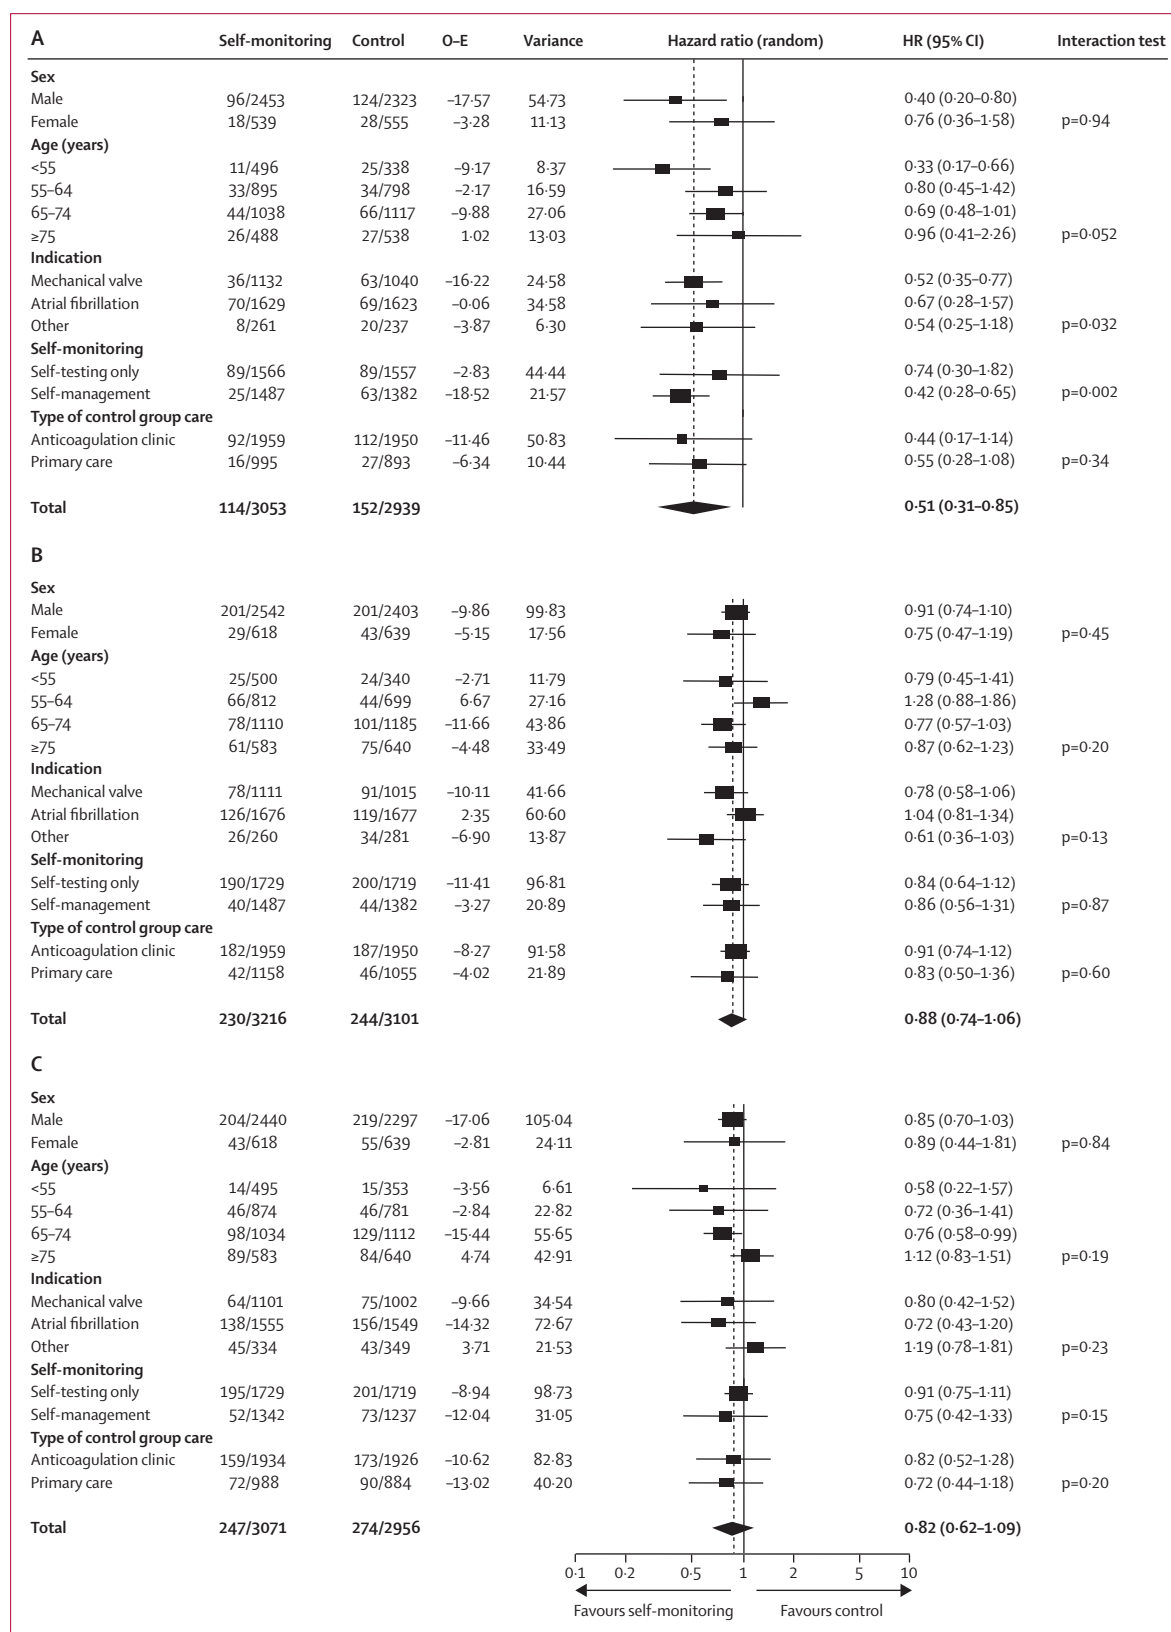 A Self-monitoring Control O–E Variance Hazard ratio (random) HR (95% CI) Interaction test
Sex
Male 96/2453 124/2323 –17·57 54·73 0·40 (0·20–0·80)
Female 18/539 28/555 –3·28 11·13 0·76 (0·36–1·58) p=0·94
Age (years)
<55 11/496 25/338 –9·17 8·37 0·33 (0·17–0·66)
55–64 33/895 34/798 –2·17 16·59 0·80 (0·45–1·42)
65–74 44/1038 66/1117 –9·88 27·06 0·69 (0·48–1·01)
≥75 26/488 27/538 1·02 13·03 0·96 (0·41–2·26) p=0·052
Indication
Mechanical valve 36/1132 63/1040 –16·22 24·58 0·52 (0·35–0·77)
Atrial fibrillation 70/1629 69/1623 –0·06 34·58 0·67 (0·28–1·57)
Other 8/261 20/237 –3·87 6·30 0·54 (0·25–1·18) p=0·032
Self-monitoring
Self-testing only 89/1566 89/1557 –2·83 44·44 0·74 (0·30–1·82)
Self-management 25/1487 63/1382 –18·52 21·57 0·42 (0·28–0·65) p=0·002
Type of control group care
Anticoagulation clinic 92/1959 112/1950 –11·46 50·83 0·44 (0·17–1·14)
Primary care 16/995 27/893 –6·34 10·44 0·55 (0·28–1·08) p=0·34
Total 114/3053 152/2939 0·51 (0·31–0·85)
B
Sex
Male 201/2542 201/2403 –9·86 99·83 0·91 (0·74–1·10)
Female 29/618 43/639 –5·15 17·56 0·75 (0·47–1·19) p=0·45
Age (years)
<55 25/500 24/340 –2·71 11·79 0·79 (0·45–1·41)
55–64 66/812 44/699 6·67 27·16 1·28 (0·88–1·86)
65–74 78/1110 101/1185 –11·66 43·86 0·77 (0·57–1·03)
≥75 61/583 75/640 –4·48 33·49 0·87 (0·62–1·23) p=0·20
Indication
Mechanical valve 78/1111 91/1015 –10·11 41·66 0·78 (0·58–1·06)
Atrial fibrillation 126/1676 119/1677 2·35 60·60 1·04 (0·81–1·34)
Other 26/260 34/281 –6·90 13·87 0·61 (0·36–1·03) p=0·13
Self-monitoring
Self-testing only 190/1729 200/1719 –11·41 96·81 0·84 (0·64–1·12)
Self-management 40/1487 44/1382 –3·27 20·89 0·86 (0·56–1·31) p=0·87
Type of control group care
Anticoagulation clinic 182/1959 187/1950 –8·27 91·58 0·91 (0·74–1·12)
Primary care 42/1158 46/1055 –4·02 21·89 0·83 (0·50–1·36) p=0·60
Total 230/3216 244/3101 0·88 (0·74–1·06)
C
Sex
Male 204/2440 219/2297 –17·06 105·04 0·85 (0·70–1·03)
Female 43/618 55/639 –2·81 24·11 0·89 (0·44–1·81) p=0·84
Age (years)
<55 14/495 15/353 –3·56 6·61 0·58 (0·22–1·57)
55–64 46/874 46/781 –2·84 22·82 0·72 (0·36–1·41)
65–74 98/1034 129/1112 –15·44 55·65 0·76 (0·58–0·99)
≥75 89/583 84/640 4·74 42·91 1·12 (0·83–1·51) p=0·19
Indication
Mechanical valve 64/1101 75/1002 –9·66 34·54 0·80 (0·42–1·52)
Atrial fibrillation 138/1555 156/1549 –14·32 72·67 0·72 (0·43–1·20)
Other 45/334 43/349 3·71 21·53 1·19 (0·78–1·81) p=0·23
Self-monitoring
Self-testing only 195/1729 201/1719 –8·94 98·73 0·91 (0·75–1·11)
Self-management 52/1342 73/1237 –12·04 31·05 0·75 (0·42–1·33) p=0·15
Type of control group care
Anticoagulation clinic 159/1934 173/1926 –10·62 82·83 0·82 (0·52–1·28)
Primary care 72/988 90/884 –13·02 40·20 0·72 (0·44–1·18) p=0·20
Total 247/3071 274/2956 0·82 (0·62–1·09)
0·1 0·2 0·5 1 2 5 10
Favours self-monitoring Favours control